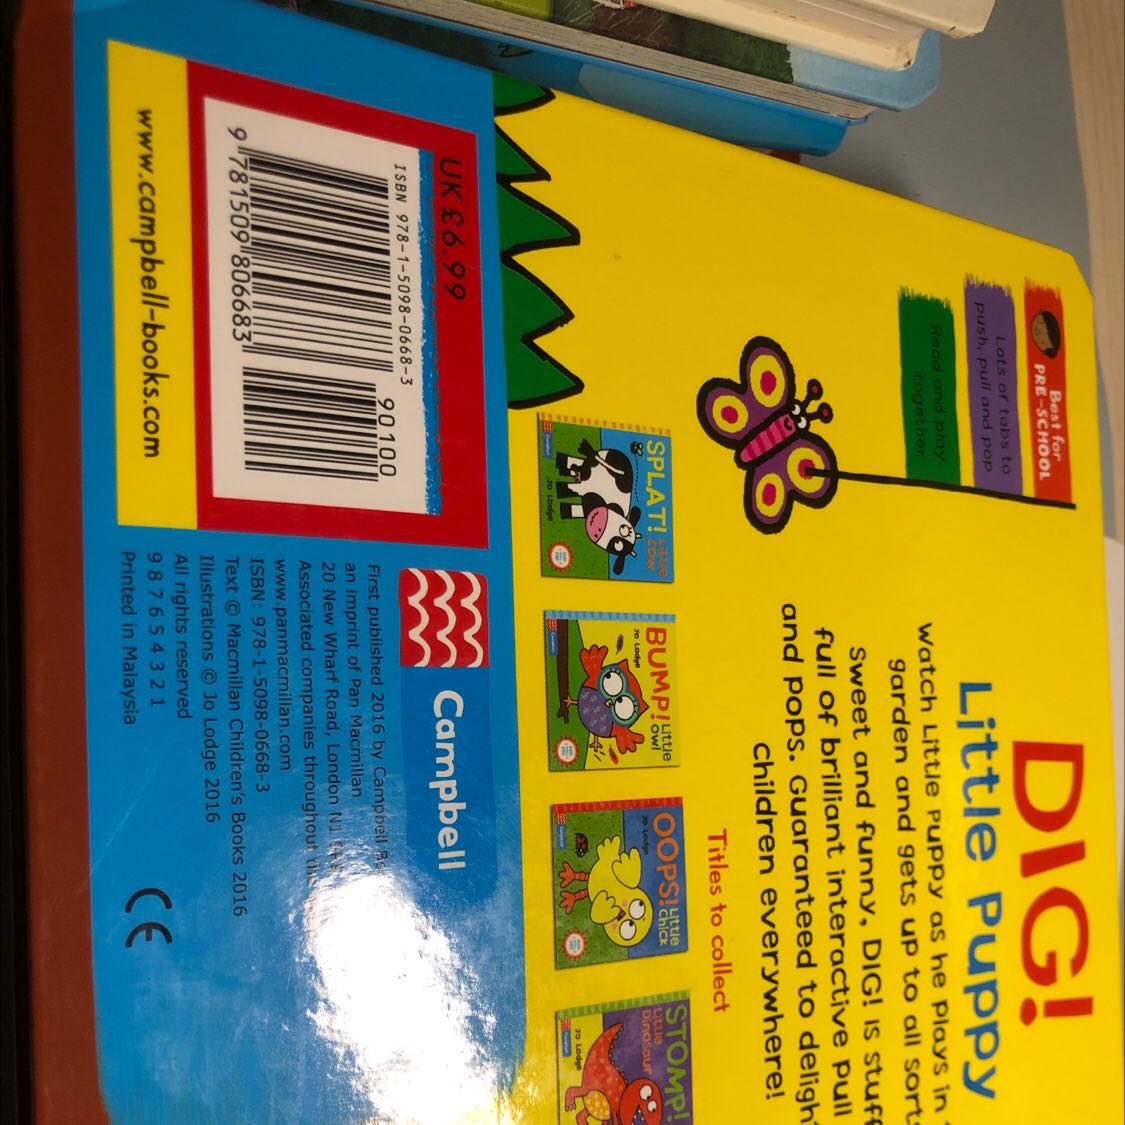 DIG!
Little Puppy
Watch Little Puppy as he plays in
garden and gets up to all sorts
Sweet and funny, DIG! is stuff
full of brilliant interactive pull
and pops. Guaranteed to delight
children everywhere!
Best for
PRE-SCHOOL
Lots of tabs to
push, pull and pop
Read and play
together
Titles to collect
SPLAT! Little
Cow
Jo Lodge
Campbell
BUMP! Little
Owl
Jo Lodge
Campbell
OOPS! Little
Chick
Jo Lodge
Campbell
STOMP!
Little
Dinosaur
Jo Lodge
Campbell
UK £6.99
ISBN 978-1-5098-0668-3
90100
9 781509 806683
www.campbell-books.com
Campbell
First published 2016 by Campbell
an imprint of Pan Macmillan
20 New Wharf Road, London N1
Associated companies throughout the
www.panmacmillan.com
ISBN: 978-1-5098-0668-3
Text © Macmillan Children's Books 2016
Illustrations © Jo Lodge 2016
All rights reserved
9 8 7 6 5 4 3 2 1
Printed in Malaysia
CE